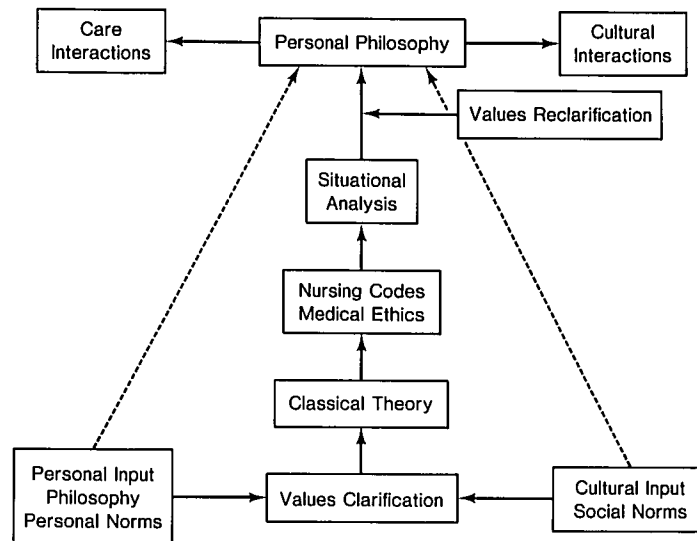 Care
Interactions
Personal Philosophy
Cultural
Interactions
Values Reclarification
Situational
Analysis
Nursing Codes
Medical Ethics
Classical Theory
Personal Input
Philosophy
Personal Norms
Values Clarification
Cultural Input
Social Norms